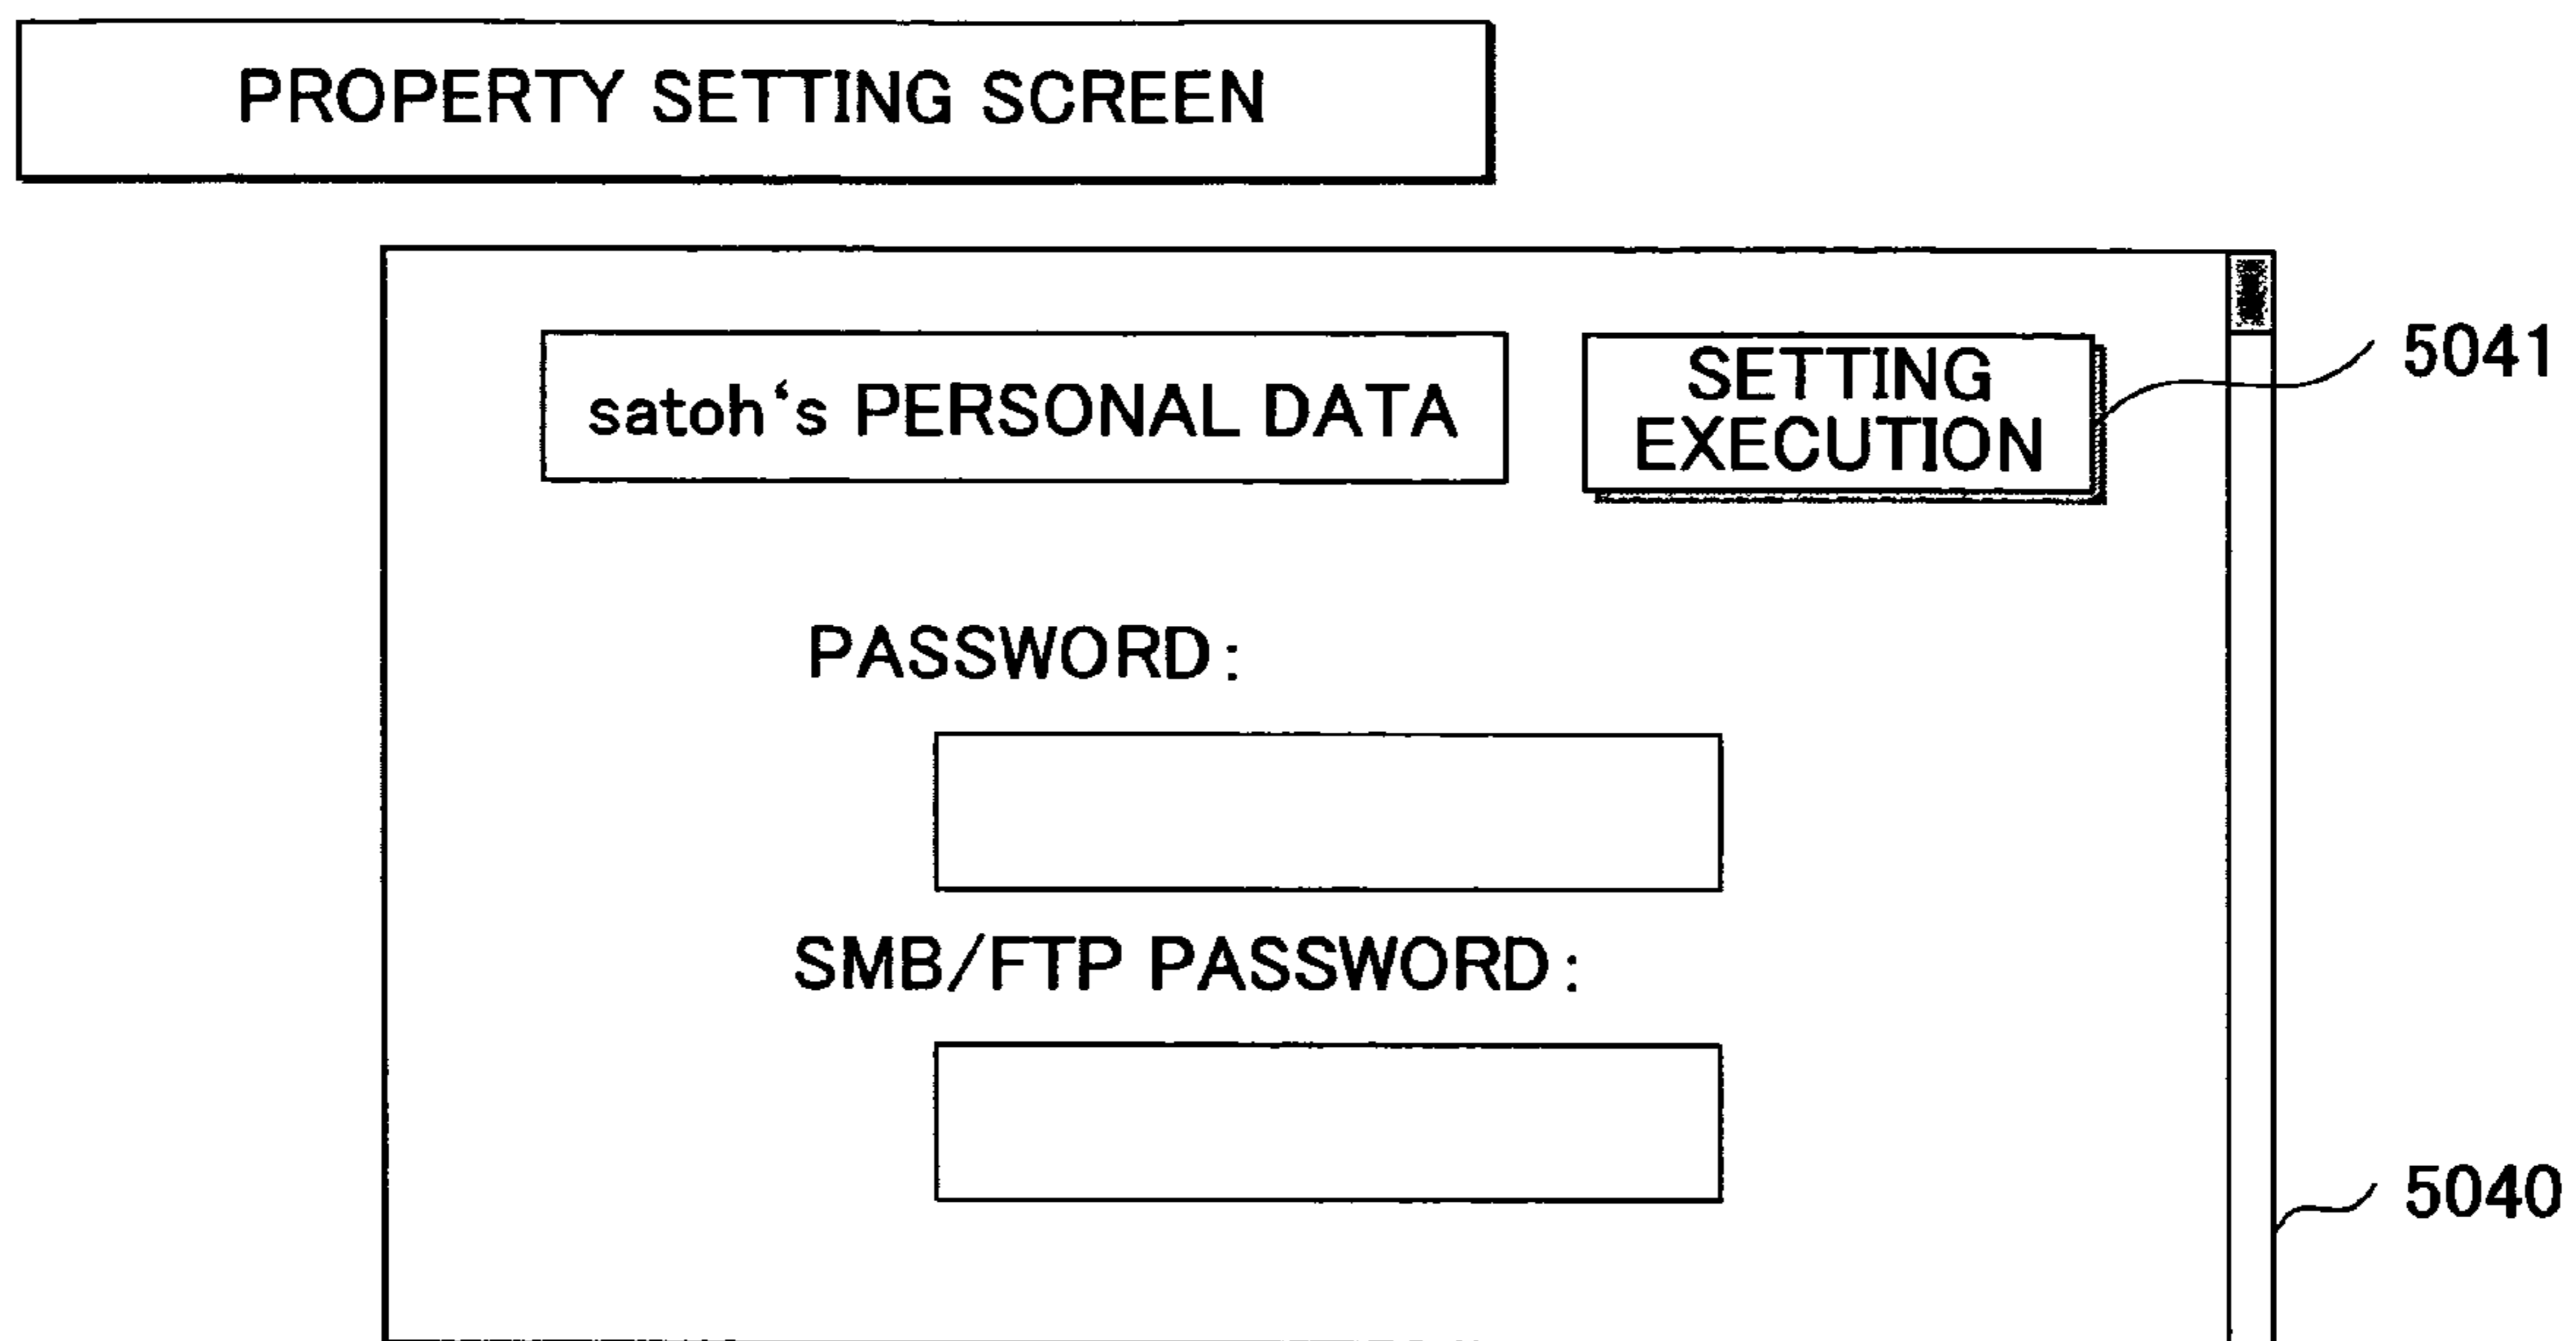 PROPERTY SETTING SCREEN
satoh‘s PERSONAL DATA
SETTING
EXECUTION
5041
PASSWORD:
SMB/FTP PASSWORD:
5040